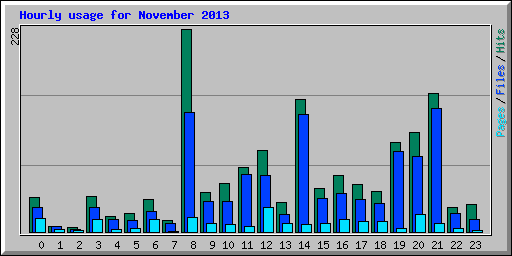 Hourly usage for November 2013
228
Pages / Files / Hits
0 1 2 3 4 5 6 7 8 9 10 11 12 13 14 15 16 17 18 19 20 21 22 23